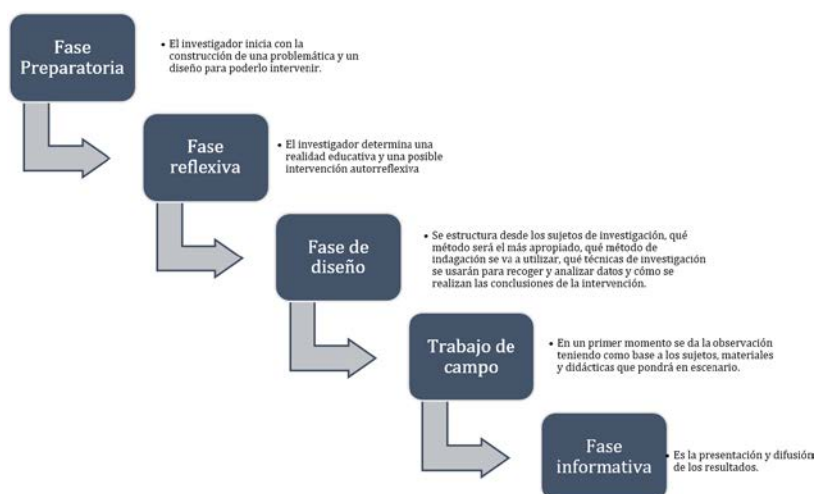 Fase
Preparatoria
• El investigador inicia con la
construcción de una problemática y un
diseño para poderlo intervenir.
Fase
reflexiva
• El investigador determina una
realidad educativa y una posible
intervención autorreflexiva
Fase de
diseño
• Se estructura desde los sujetos de investigación, qué
método será el más apropiado, qué método de
indagación se va a utilizar, qué técnicas de investigación
se usarán para recoger y analizar datos y cómo se
realizan las conclusiones de la intervención.
Trabajo de
campo
• En un primer momento se da la observación
teniendo como base a los sujetos, materiales
y didácticas que pondrá en escenario.
Fase
informativa
• Es la presentación y difusión
de los resultados.